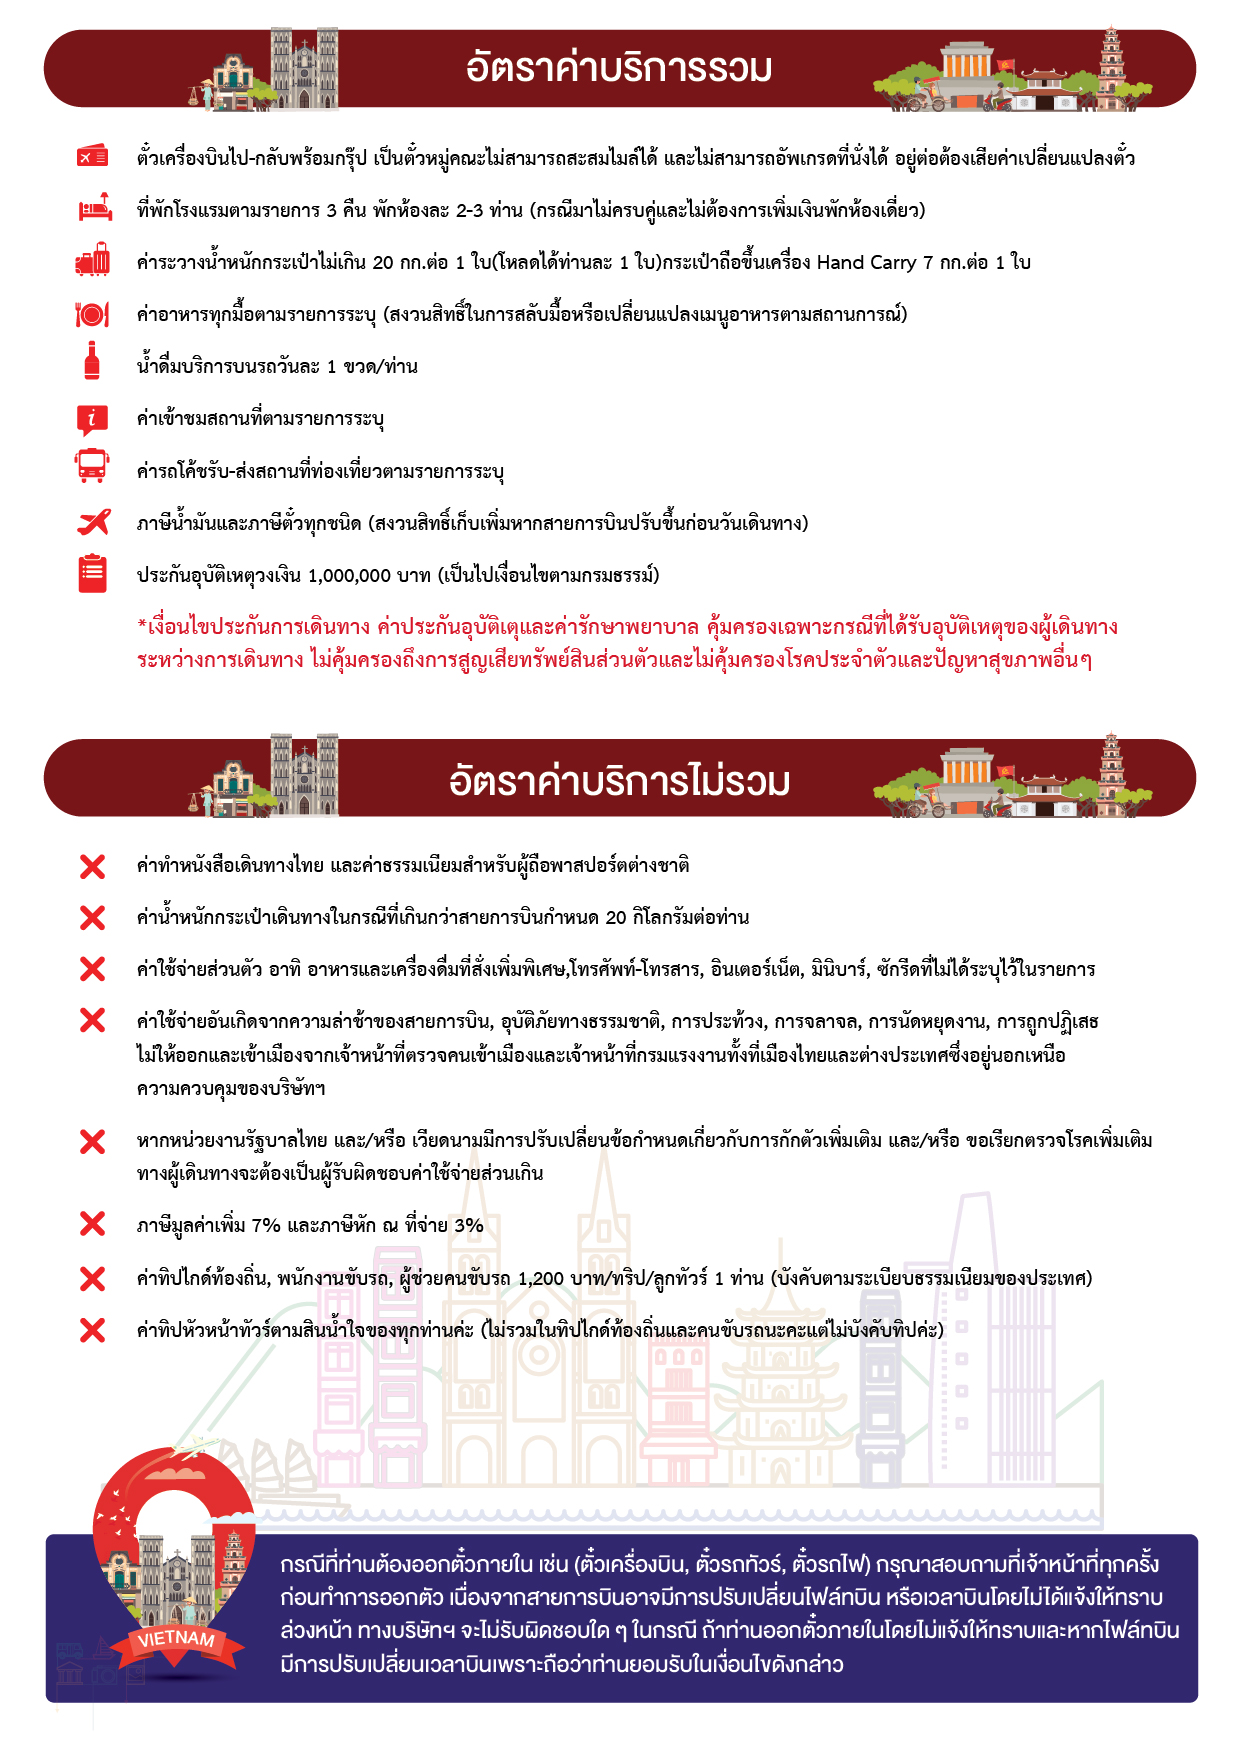 อัตราค่าบริการรวม
ตั๋วเครื่องบินไป-กลับพร้อมกรุ๊ป เป็นตั๋วหมู่คณะไม่สามารถสะสมไมล์ได้ และไม่สามารถอัพเกรดที่นั่งได้ อยู่ต่อต้องเสียค่าเปลี่ยนแปลงตั๋ว
ที่พักโรงแรมตามรายการ 3 คืน พักห้องละ 2-3 ท่าน (กรณีมาไม่ครบคู่และไม่ต้องการเพิ่มเงินพักห้องเดี่ยว)
ค่าระวางน้ำหนักกระเป๋าไม่เกิน 20 กก.ต่อ 1 ใบ(โหลดได้ท่านละ 1 ใบ)กระเป๋าถือขึ้นเครื่อง Hand Carry 7 กก.ต่อ 1 ใบ
ค่าอาหารทุกมื้อตามรายการระบุ (สงวนสิทธิ์ในการสลับมื้อหรือเปลี่ยนแปลงเมนูอาหารตามสถานการณ์)
น้ำดื่มบริการบนรถวันละ 1 ขวด/ท่าน
ค่าเข้าชมสถานที่ตามรายการระบุ
ค่ารถโค้ชรับ-ส่งสถานที่ท่องเที่ยวตามรายการระบุ
ภาษีน้ำมันและภาษีตั๋วทุกชนิด (สงวนสิทธิ์เก็บเพิ่มหากสายการบินปรับขึ้นก่อนวันเดินทาง)
ประกันอุบัติเหตุวงเงิน 1,000,000 บาท (เป็นไปเงื่อนไขตามกรมธรรม์)
*เงื่อนไขประกันการเดินทาง ค่าประกันอุบัติเตุและค่ารักษาพยาบาล คุ้มครองเฉพาะกรณีที่ได้รับอุบัติเหตุของผู้เดินทาง
ระหว่างการเดินทาง ไม่คุ้มครองถึงการสูญเสียทรัพย์สินส่วนตัวและไม่คุ้มครองโรคประจำตัวและปัญหาสุขภาพอื่นๆ
อัตราค่าบริการไม่รวม
ค่าทำหนังสือเดินทางไทย และค่าธรรมเนียมสำหรับผู้ถือพาสปอร์ตต่างชาติ
ค่าน้ำหนักกระเป๋าเดินทางในกรณีที่เกินกว่าสายการบินกำหนด 20 กิโลกรัมต่อท่าน
ค่าใช้จ่ายส่วนตัว อาทิ อาหารและเครื่องดื่มที่สั่งเพิ่มพิเศษ,โทรศัพท์-โทรสาร, อินเตอร์เน็ต, มินิบาร์, ซักรีดที่ไม่ได้ระบุไว้ในรายการ
ค่าใช้จ่ายอันเกิดจากความล่าช้าของสายการบิน, อุบัติภัยทางธรรมชาติ, การประท้วง, การจลาจล, การนัดหยุดงาน, การถูกปฏิเสธ
ไม่ให้ออกและเข้าเมืองจากเจ้าหน้าที่ตรวจคนเข้าเมืองและเจ้าหน้าที่กรมแรงงานทั้งที่เมืองไทยและต่างประเทศซึ่งอยู่นอกเหนือ
ความควบคุมของบริษัทฯ
หากหน่วยงานรัฐบาลไทย และ/หรือ เวียดนามมีการปรับเปลี่ยนข้อกำหนดเกี่ยวกับการกักตัวเพิ่มเติม และ/หรือ ขอเรียกตรวจโรคเพิ่มเติม
ทางผู้เดินทางจะต้องเป็นผู้รับผิดชอบค่าใช้จ่ายส่วนเกิน
ภาษีมูลค่าเพิ่ม 7% และภาษีหัก ณ ที่จ่าย 3%
ค่าทิปไกด์ท้องถิ่น, พนักงานขับรถ, ผู้ช่วยคนขับรถ 1,200 บาท/ทริป/ลูกทัวร์ 1 ท่าน (บังคับตามระเบียบธรรมเนียมของประเทศ)
ค่าทิปหัวหน้าทัวร์ตามสินน้ำใจของทุกท่านค่ะ (ไม่รวมในทิปไกด์ท้องถิ่นและคนขับรถนะคะแต่ไม่บังคับทิปค่ะ)
กรณีที่ท่านต้องออกตั๋วภายใน เช่น (ตั๋วเครื่องบิน, ตั๋วรถทัวร์, ตั๋วรถไฟ) กรุณาสอบถามที่เจ้าหน้าที่ทุกครั้ง
ก่อนทำการออกตัว เนื่องจากสายการบินอาจมีการปรับเปลี่ยนไฟล์ทบิน หรือเวลาบินโดยไม่ได้แจ้งให้ทราบ
ล่วงหน้า ทางบริษัทฯ จะไม่รับผิดชอบใด ๆ ในกรณี ถ้าท่านออกตั๋วภายในโดยไม่แจ้งให้ทราบและหากไฟล์ทบิน
มีการปรับเปลี่ยนเวลาบินเพราะถือว่าท่านยอมรับในเงื่อนไขดังกล่าว
VIETNAM